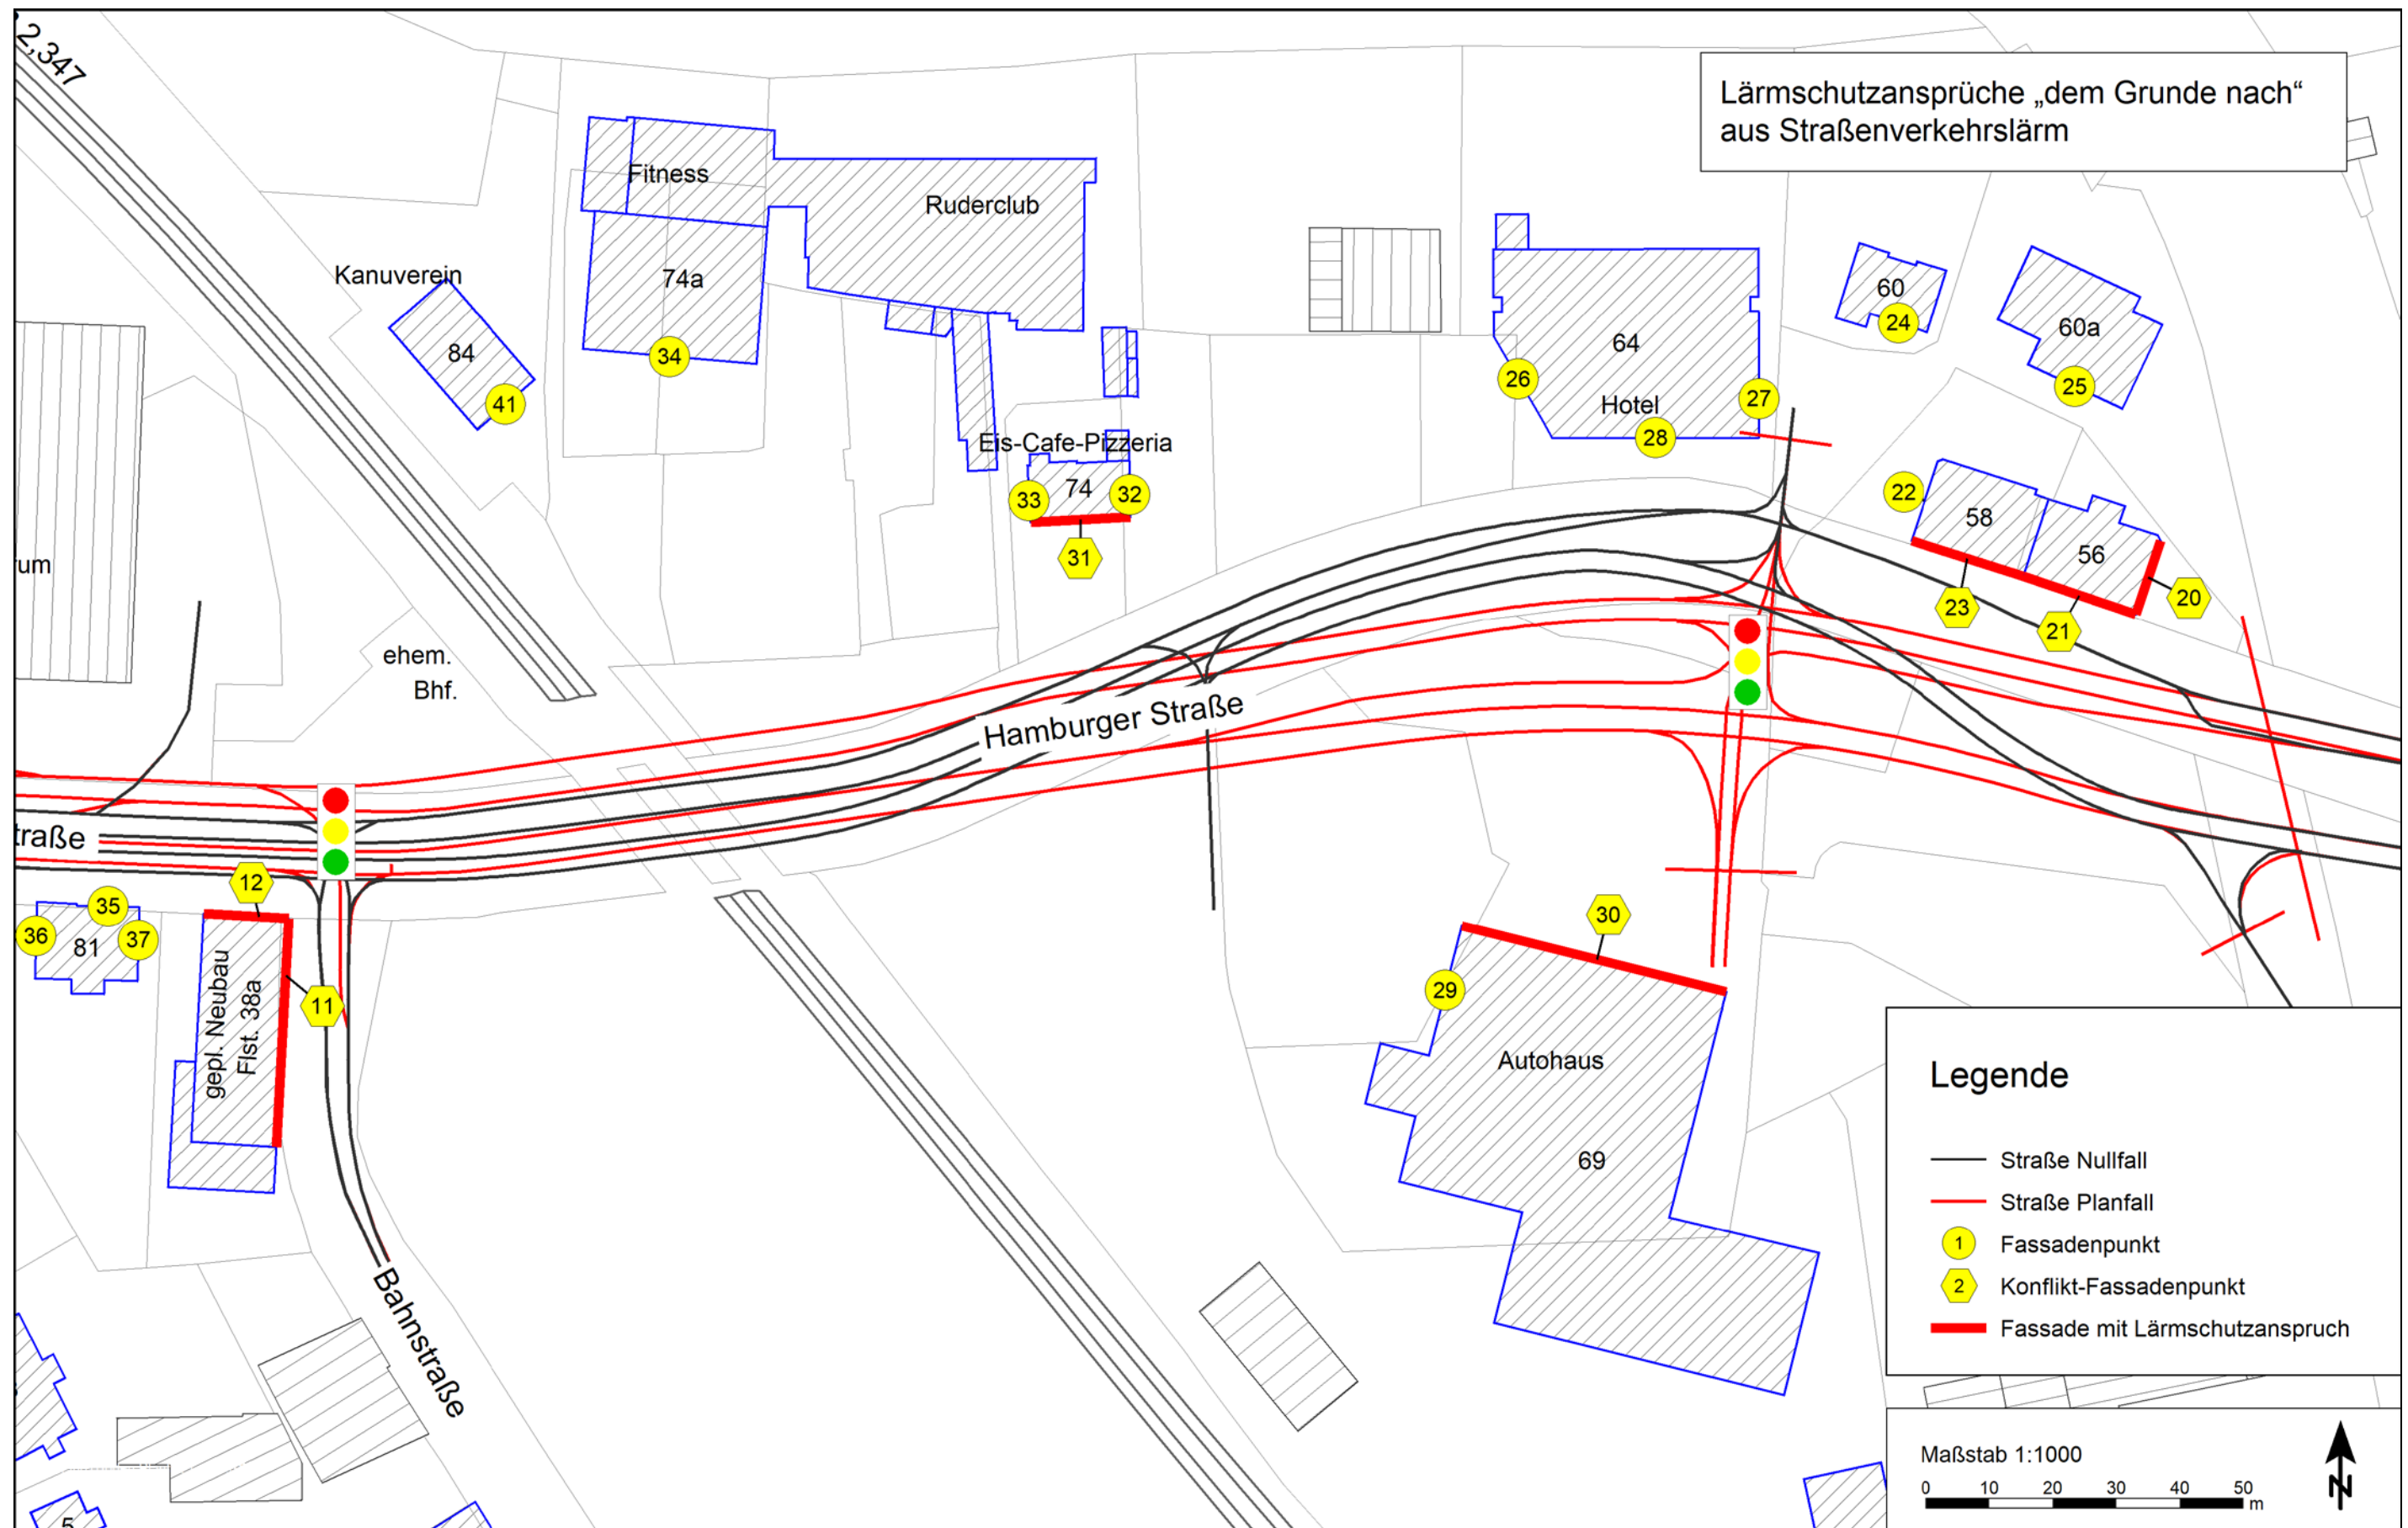 2,347
Lärmschutzansprüche „dem Grunde nach“
aus Straßenverkehrslärm
Fitness
Ruderclub
Kanuverein
74a
84
34
41
60
24
60a
25
64
26
27
Hotel
28
Eis-Cafe-Pizzeria
33
74
32
31
22
58
56
23
21
20
um
ehem.
Bhf.
Hamburger Straße
traße
12
35
36
81
37
gepl. Neubau
Flst. 38a
11
30
29
Autohaus
69
Bahnstraße
5
Legende
Straße Nullfall
Straße Planfall
1 Fassadenpunkt
2 Konflikt-Fassadenpunkt
Fassade mit Lärmschutzanspruch
Maßstab 1:1000
0 10 20 30 40 50
m
N